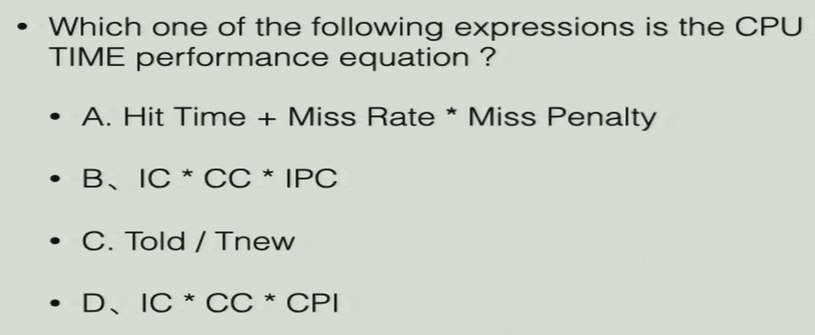 • Which one of the following expressions is the CPU
TIME performance equation ?
• A. Hit Time + Miss Rate * Miss Penalty
• B、IC * CC * IPC
• C. Told / Tnew
• D、IC * CC * CPI